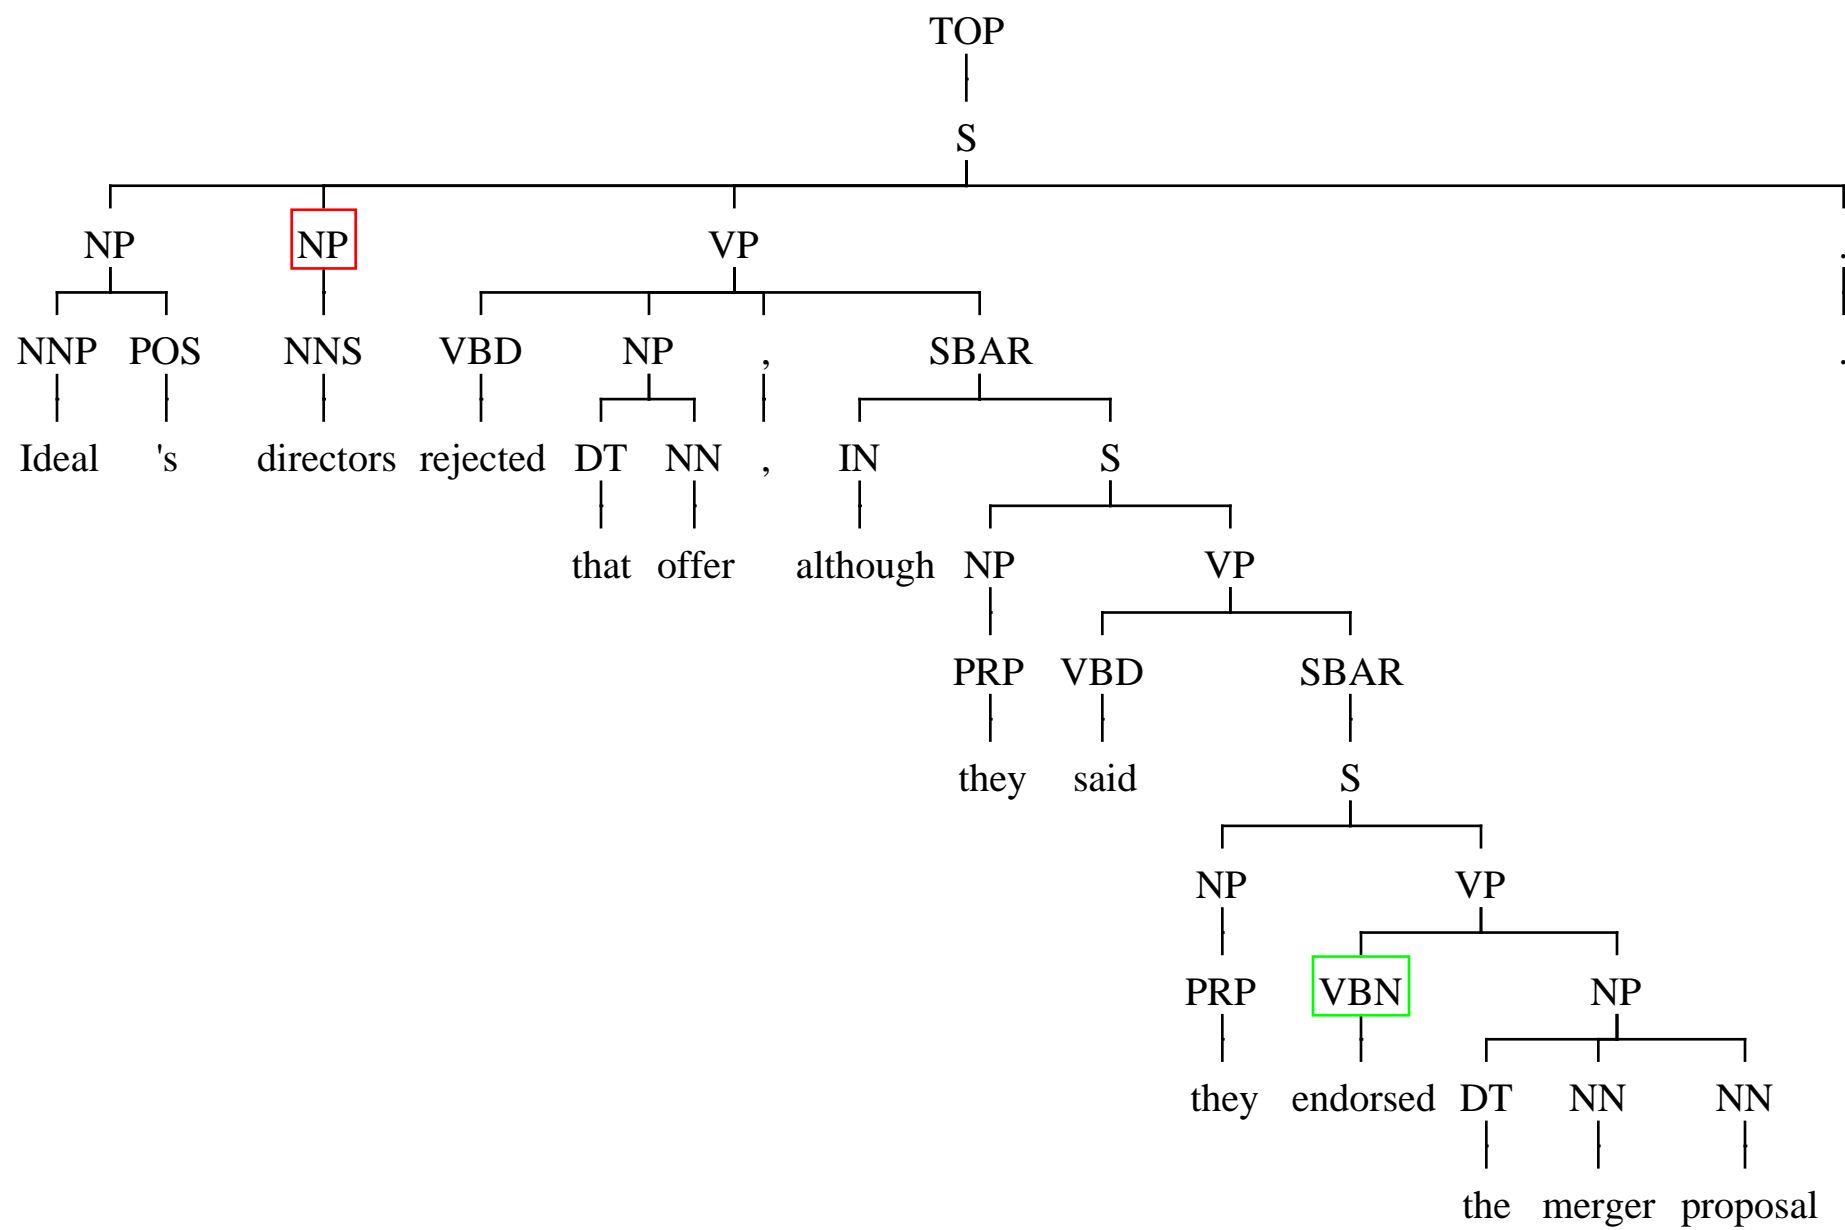 TOP
S
NP NP VP .
NNP POS NNS VBD NP , SBAR .
Ideal 's directors rejected DT NN , IN S
that offer although NP VP
PRP VBD SBAR
they said S
NP VP
PRP VBN NP
they endorsed DT NN NN
the merger proposal